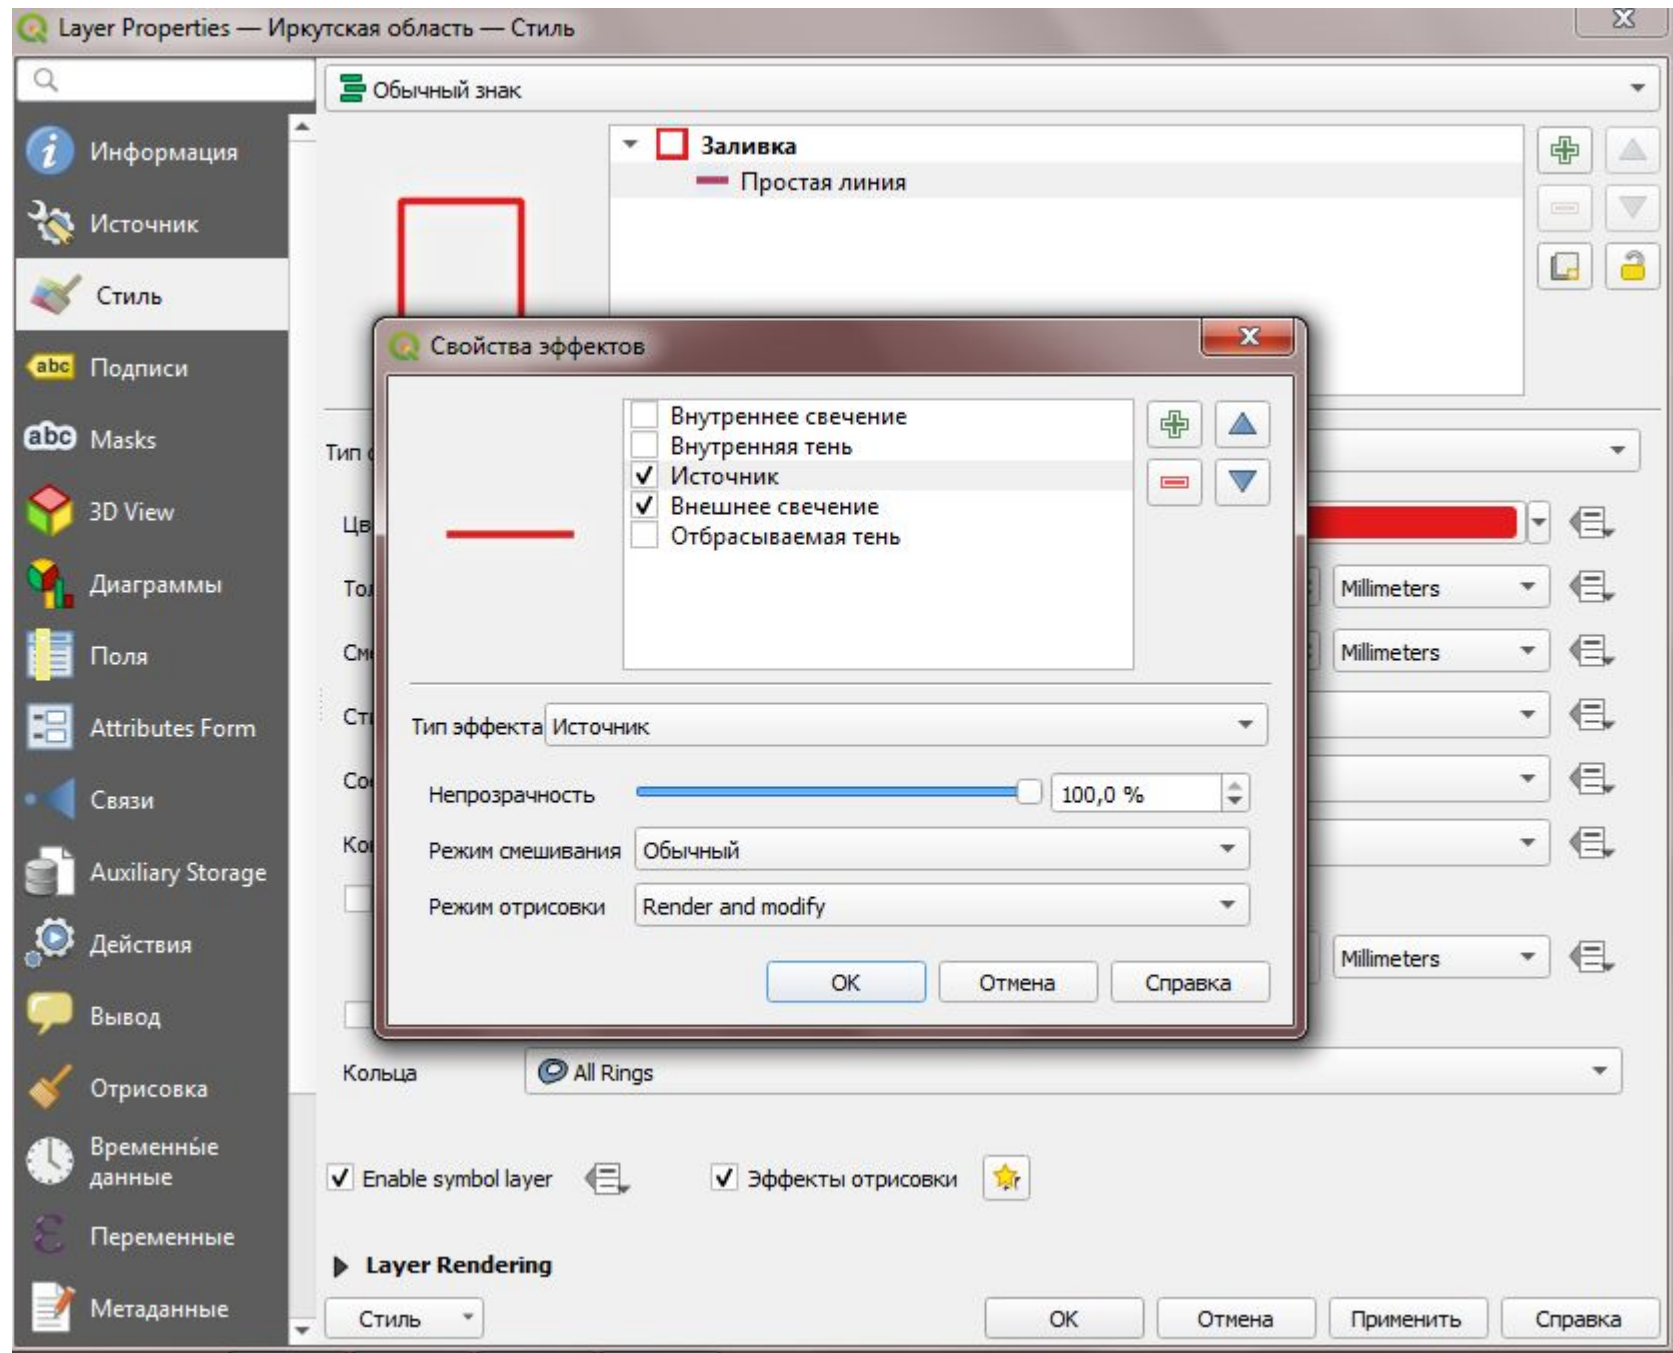 Layer Properties — Иркутская область — Стиль
Обычный знак
Информация
Источник
Стиль
Подписи
Masks
3D View
Диаграммы
Поля
Attributes Form
Связи
Auxiliary Storage
Действия
Вывод
Отрисовка
Временны́е
данные
Переменные
Метаданные
Заливка
Простая линия
Свойства эффектов
Внутреннее свечение
Внутренняя тень
Источник
Внешнее свечение
Отбрасываемая тень
Тип эффекта Источник
Непрозрачность 100,0 %
Режим смешивания Обычный
Режим отрисовки Render and modify
OK Отмена Справка
Тип
Millimeters
Millimeters
Millimeters
Кольца All Rings
Enable symbol layer Эффекты отрисовки
Layer Rendering
Стиль OK Отмена Применить Справка